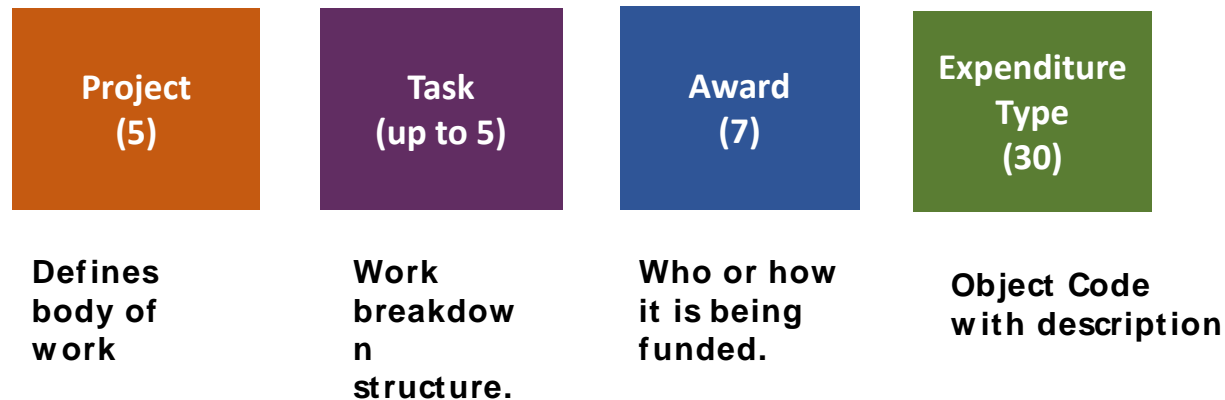 Project
(5)
Task
(up to 5)
Award
(7)
Expenditure
Type
(30)
Defines
body of
work
Work
breakdow
n
structure.
Who or how
it is being
funded.
Object Code
with description